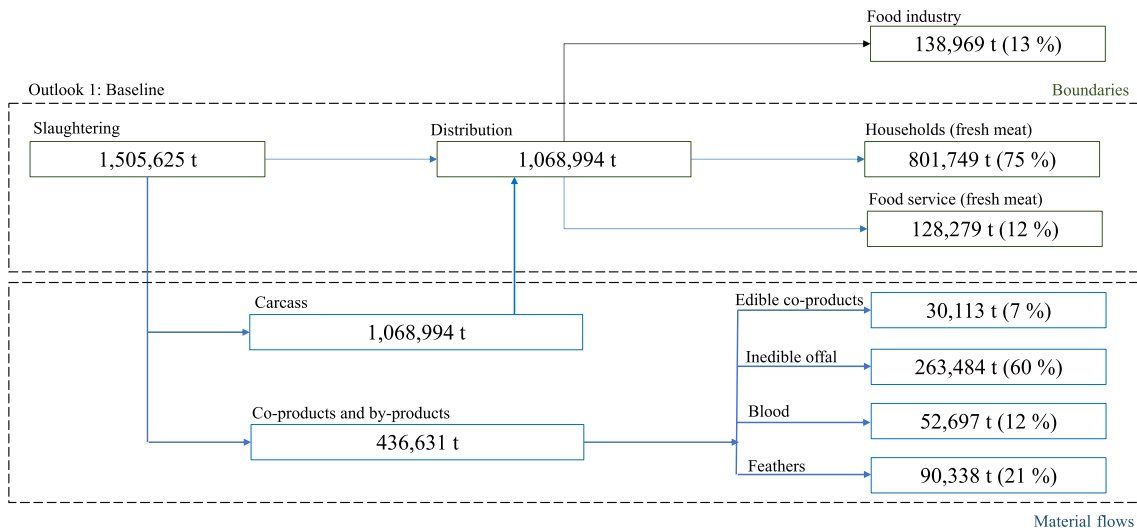 Food industry
138,969 t (13 %)
Outlook 1: Baseline
Boundaries
Slaughtering
1,505,625 t
Distribution
1,068,994 t
Households (fresh meat)
801,749 t (75 %)
Food service (fresh meat)
128,279 t (12 %)
Carcass
1,068,994 t
Co-products and by-products
436,631 t
Edible co-products
30,113 t (7 %)
Inedible offal
263,484 t (60 %)
Blood
52,697 t (12 %)
Feathers
90,338 t (21 %)
Material flows